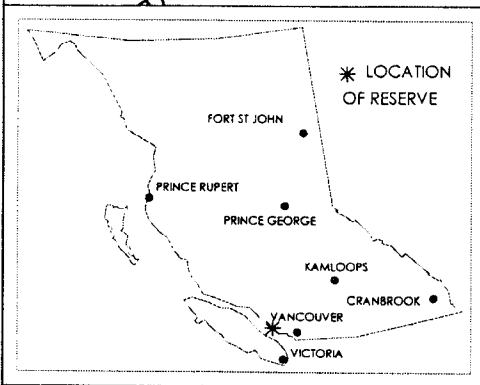 LOCATION
OF RESERVE
FORT ST JOHN
PRINCE RUPERT
PRINCE GEORGE
KAMLOOPS
CRANBROOK
VANCOUVER
VICTORIA